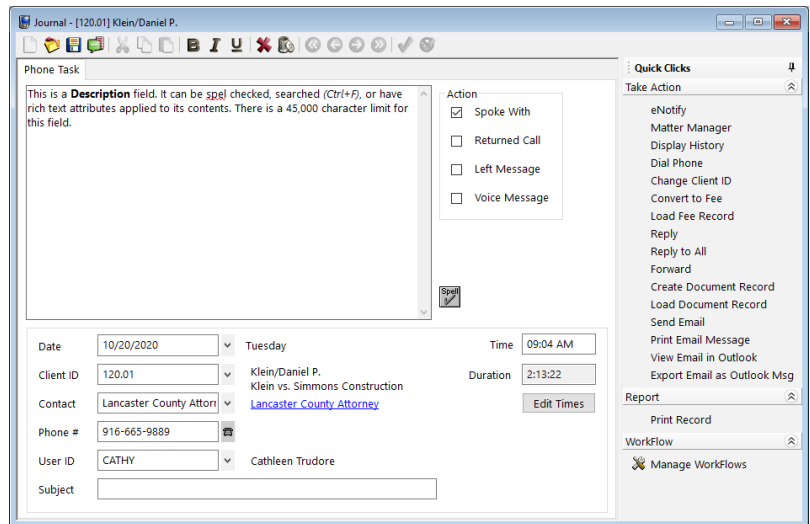 Journal - [120.01] Klein/Daniel P.
B I U
Phone Task
This is a Description field. It can be spel checked, searched (Ctrl+F), or have
rich text attributes applied to its contents. There is a 45,000 character limit for
this field.
Action
Spoke With
Returned Call
Left Message
Voice Message
Spell
Date 10/20/2020 Tuesday Time 09:04 AM
Client ID 120.01 Klein/Daniel P. Duration 2:13:22
Klein vs. Simmons Construction
Contact Lancaster County Attorr Lancaster County Attorney Edit Times
Phone # 916-665-9889
User ID CATHY Cathleen Trudore
Subject
Quick Clicks
Take Action
eNotify
Matter Manager
Display History
Dial Phone
Change Client ID
Convert to Fee
Load Fee Record
Reply
Reply to All
Forward
Create Document Record
Load Document Record
Send Email
Print Email Message
View Email in Outlook
Export Email as Outlook Msg
Report
Print Record
WorkFlow
Manage WorkFlows